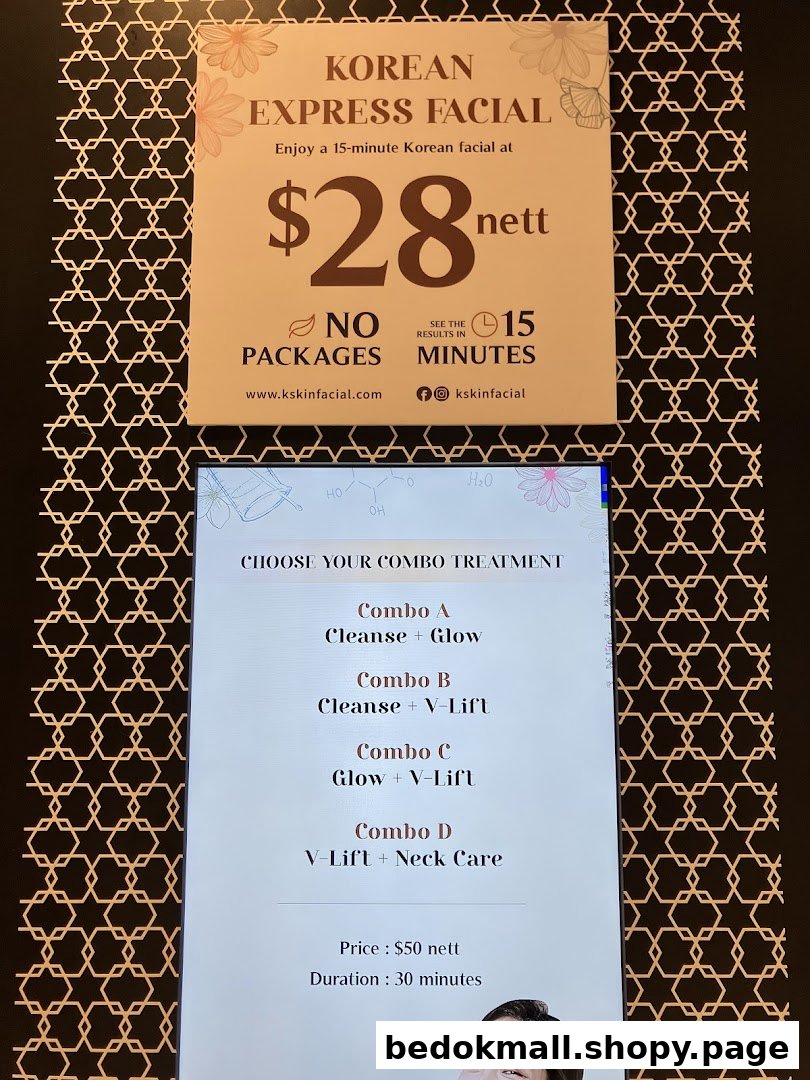 KOREAN
EXPRESS FACIAL
Enjoy a 15-minute Korean facial at
$28 nett
NO
PACKAGES
SEE THE
RESULTS IN
15
MINUTES
www.kskinfacial.com
kskinfacial
HO
OH
O
H₂O
CHOOSE YOUR COMBO TREATMENT
Combo A
Cleanse + Glow
Combo B
Cleanse + V-Lift
Combo C
Glow + V-Lift
Combo D
V-Lift + Neck Care
Price : $50 nett
Duration : 30 minutes
bedokmall.shopy.page